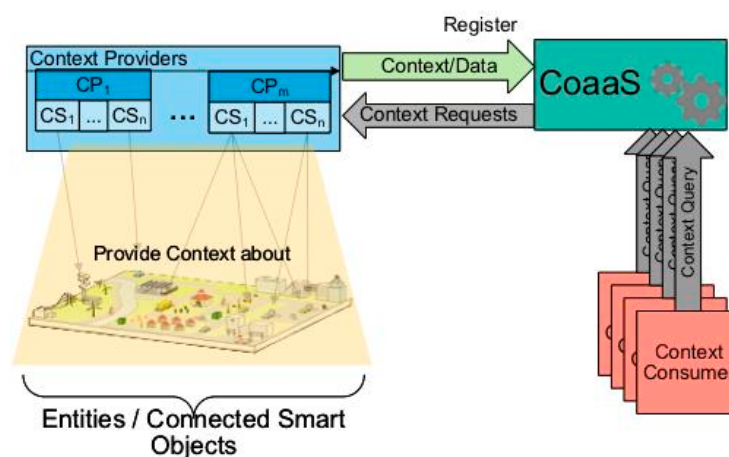 Register
Context Providers
CP1
CPm
CS1 ... CSn
...
CS1 ... CSn
Context/Data
Context Requests
CoaaS
Context Query
Provide Context about
Context
Consume
Entities / Connected Smart
Objects